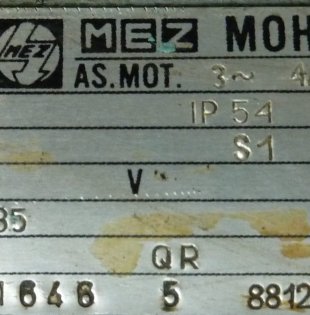 MEZ MEZ MOH
AS. MOT. 3~ 4
IP 54
S1
V
35
QR
1646 5 8812